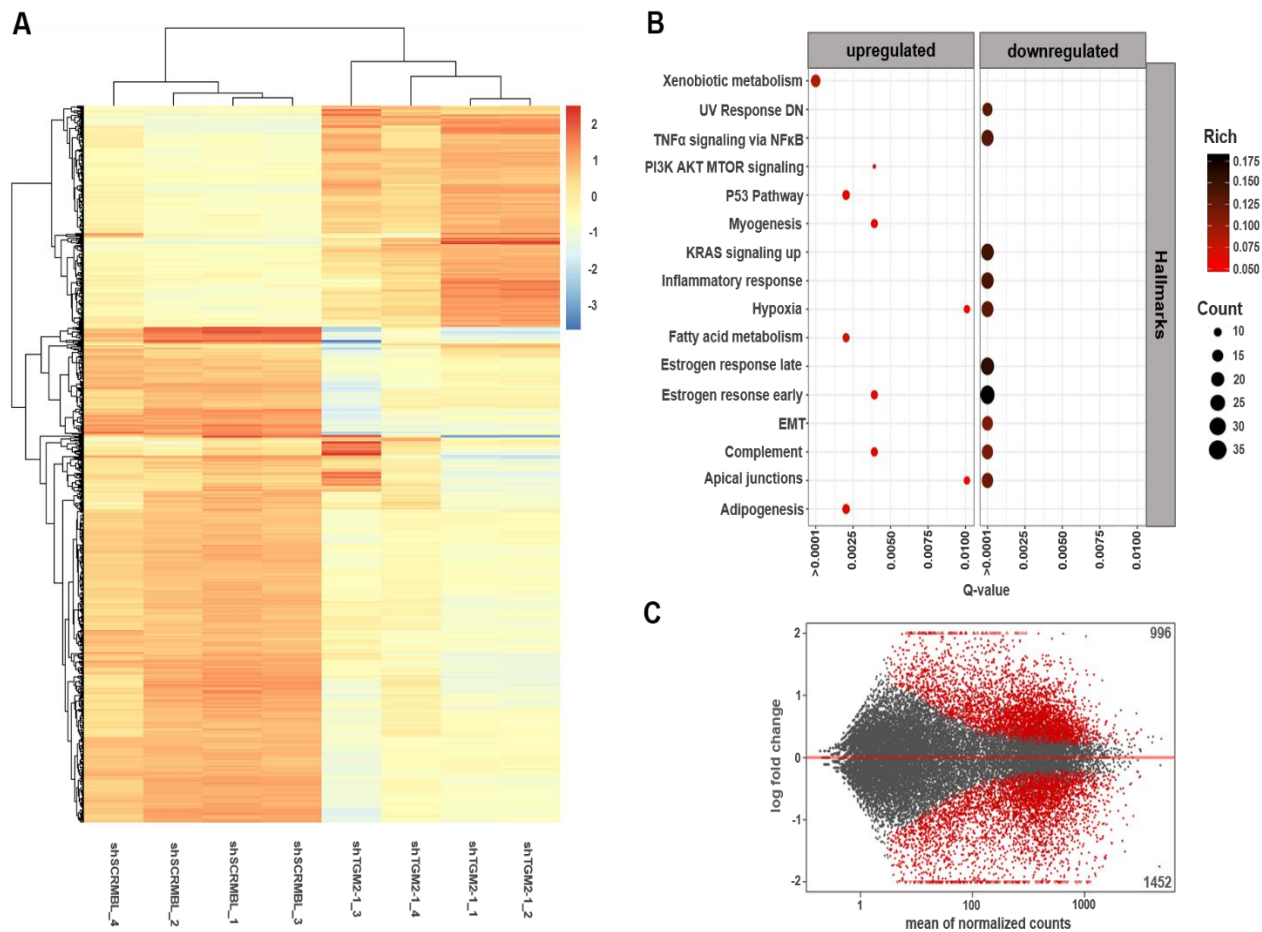 A
2
1
0
-1
-2
-3
shSCRMBL_4
shSCRMBL_2
shSCRMBL_1
shSCRMBL_3
shTGM2-1_3
shTGM2-1_4
shTGM2-1_1
shTGM2-1_2
B
upregulated
downregulated
Xenobiotic metabolism
UV Response DN
TNFα signaling via NFκB
PI3K AKT MTOR signaling
P53 Pathway
Myogenesis
KRAS signaling up
Inflammatory response
Hypoxia
Fatty acid metabolism
Estrogen response late
Estrogen resonse early
EMT
Complement
Apical junctions
Adipogenesis
Hallmarks
>0.0001
0.0025
0.0050
0.0075
0.0100
>0.0001
0.0025
0.0050
0.0075
0.0100
Q-value
Rich
0.175
0.150
0.125
0.100
0.075
0.050
Count
10
15
20
25
30
35
C
log fold change
2
1
0
-1
-2
996
1452
1
100
1000
mean of normalized counts